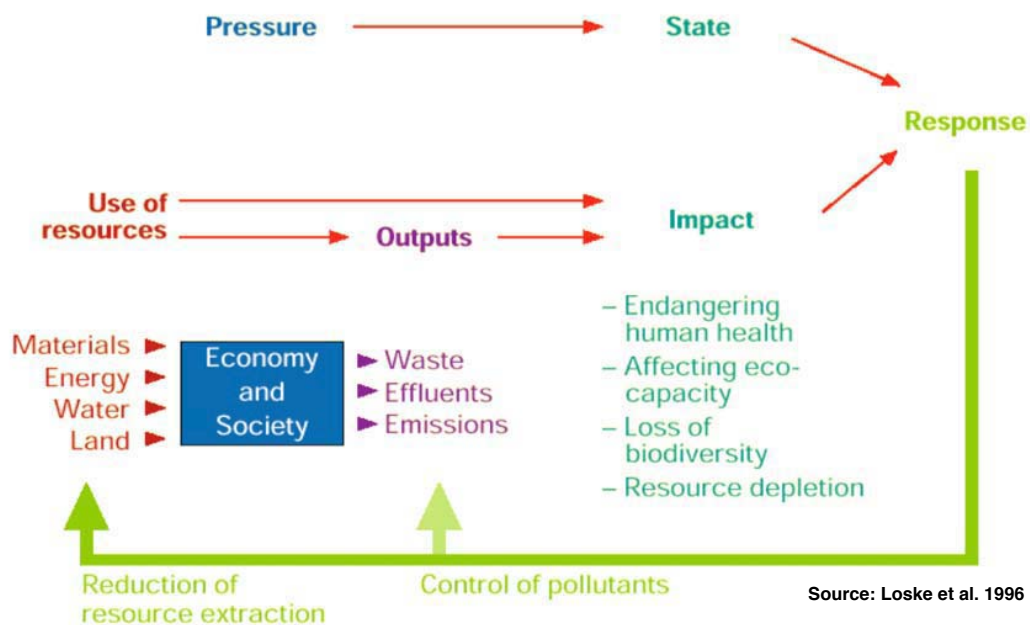 Pressure
State
Response
Use of
resources
Outputs
Impact
Materials
Energy
Water
Land
Economy
and
Society
Waste
Effluents
Emissions
– Endangering
human health
– Affecting eco-
capacity
– Loss of
biodiversity
– Resource depletion
Reduction of
resource extraction
Control of pollutants
Source: Loske et al. 1996